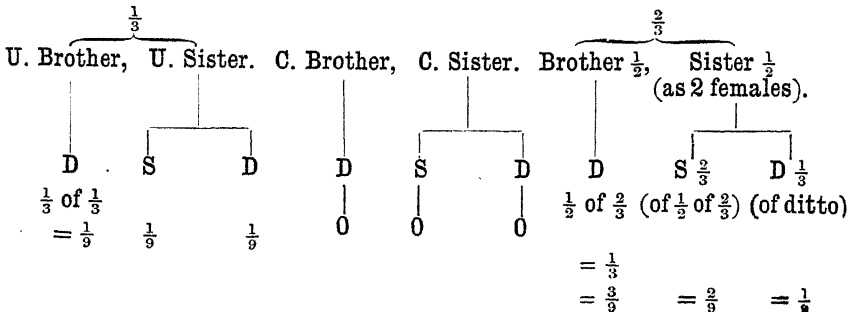 1/3 2/3
U. Brother, U. Sister. C. Brother, C. Sister. Brother 1/2, Sister 1/2
(as 2 females).
D S D D S D D S 2/3 D 1/3
1/3 of 1/3 1/2 of 2/3 (of 1/2 of 2/3) (of ditto)
= 1/9 1/9 1/9 0 0 0
= 1/3
= 3/9 = 2/9 = 1/9